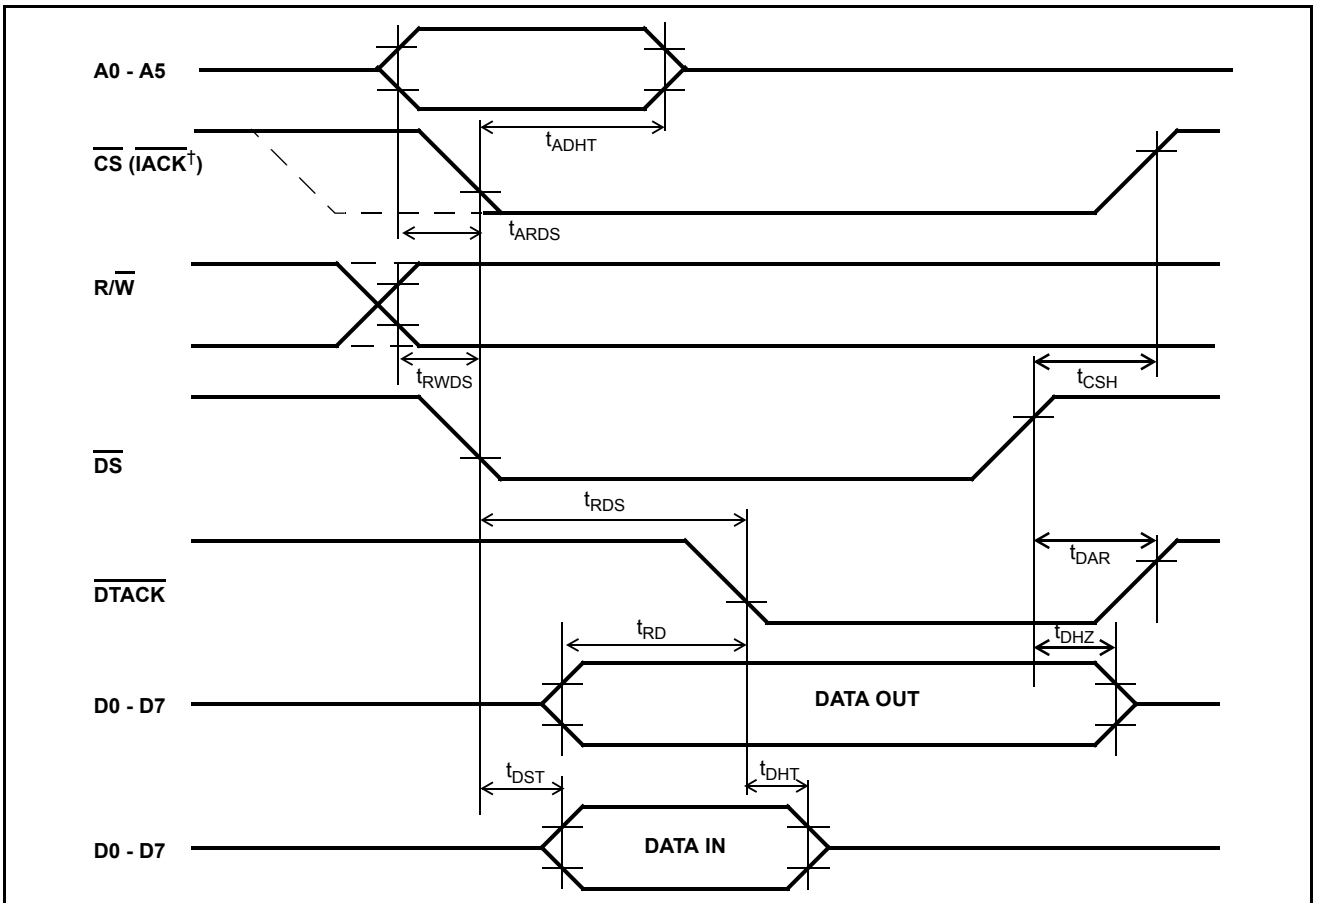 A0 - A5
tADHT
CS (IACK†)
tARDS
R/W
tRWDS
tCSH
DS
tRDS
tDAR
DTACK
tRD
tDHZ
D0 - D7
DATA OUT
tDST
tDHT
D0 - D7
DATA IN